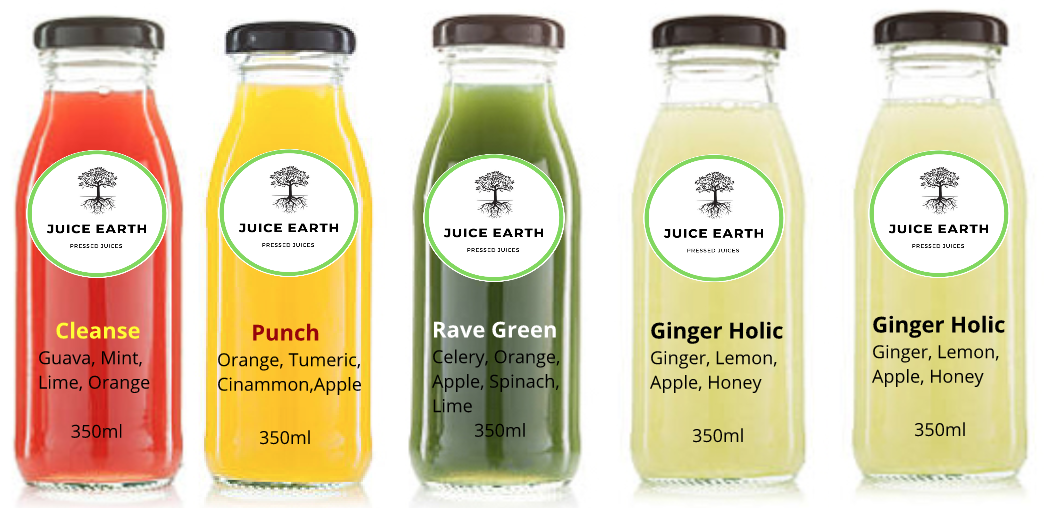 JUICE EARTH
PRESSED JUICES
Cleanse
Guava, Mint,
Lime, Orange
350ml
JUICE EARTH
PRESSED JUICES
Punch
Orange, Tumeric,
Cinammon,Apple
350ml
JUICE EARTH
PRESSED JUICES
Rave Green
Celery, Orange,
Apple, Spinach,
Lime
350ml
JUICE EARTH
PRESSED JUICES
Ginger Holic
Ginger, Lemon,
Apple, Honey
350ml
JUICE EARTH
PRESSED JUICES
Ginger Holic
Ginger, Lemon,
Apple, Honey
350ml